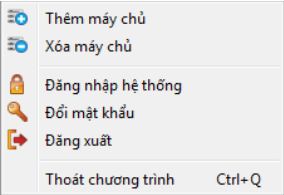 Thêm máy chủ
Xóa máy chủ
Đăng nhập hệ thống
Đổi mật khẩu
Đăng xuất
Thoát chương trình Ctrl+Q